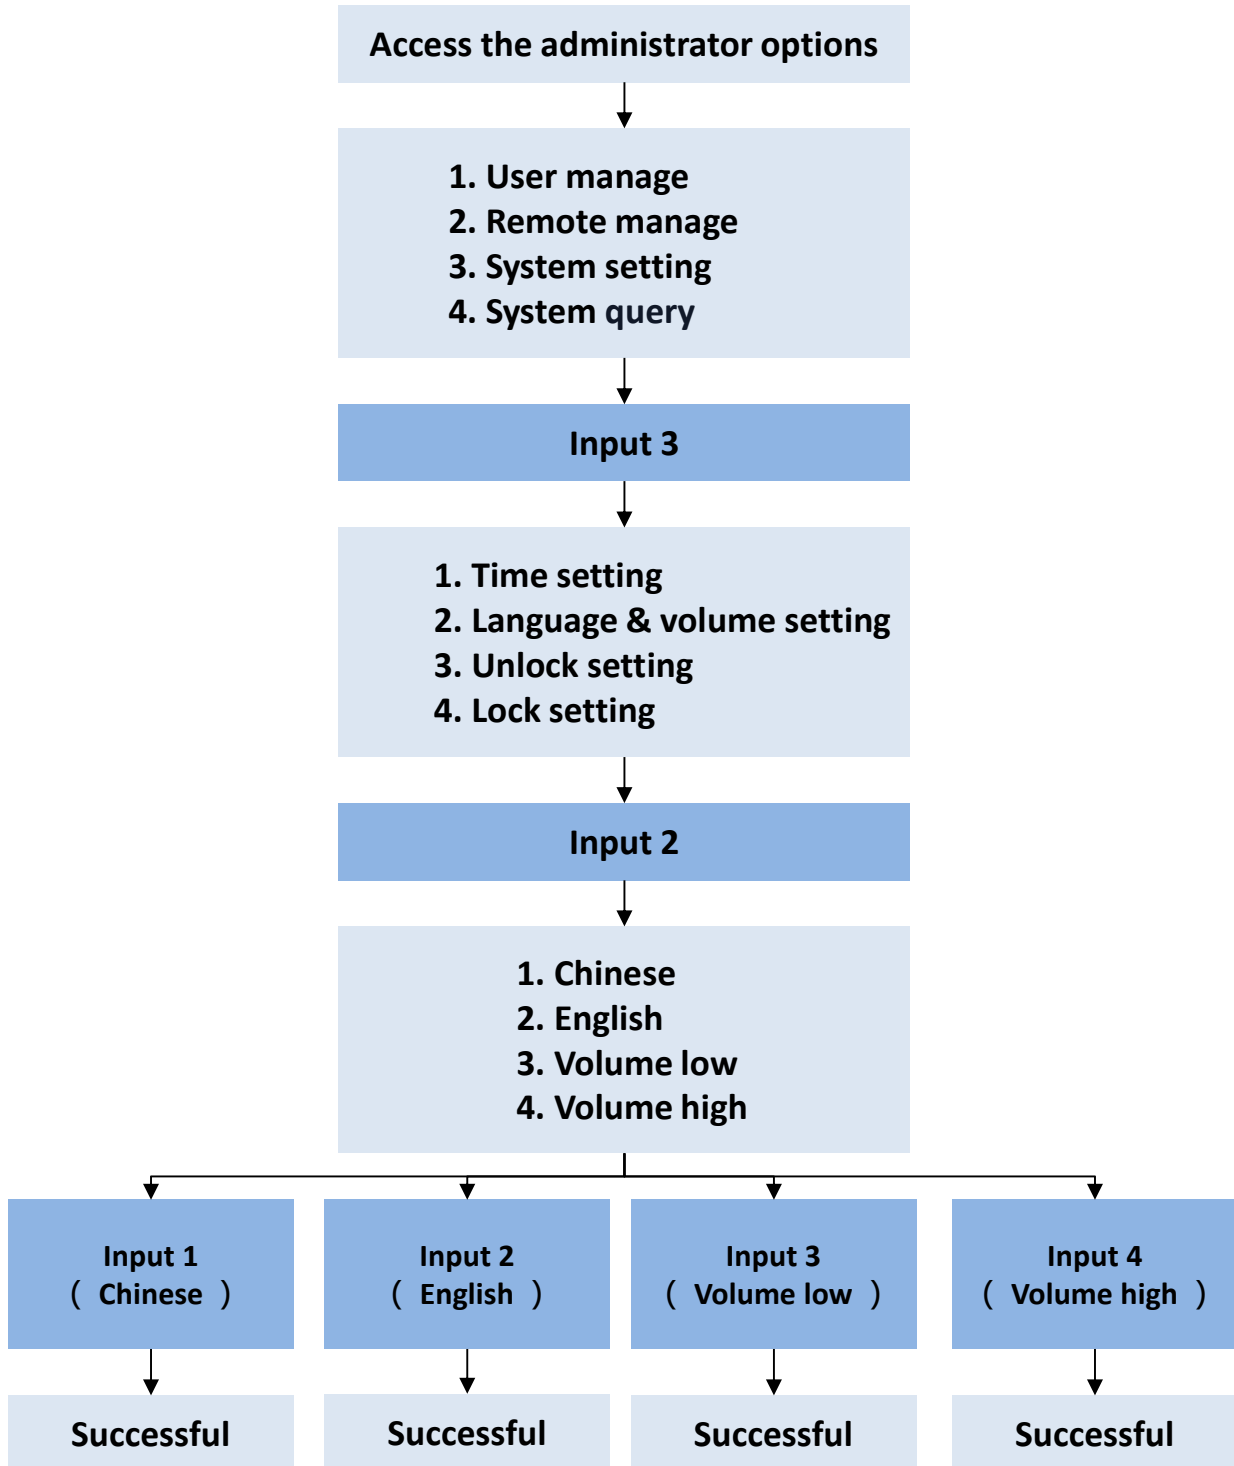 Access the administrator options
1. User manage
2. Remote manage
3. System setting
4. System query
Input 3
1. Time setting
2. Language & volume setting
3. Unlock setting
4. Lock setting
Input 2
1. Chinese
2. English
3. Volume low
4. Volume high
Input 1
( Chinese )
Input 2
( English )
Input 3
( Volume low )
Input 4
( Volume high )
Successful
Successful
Successful
Successful